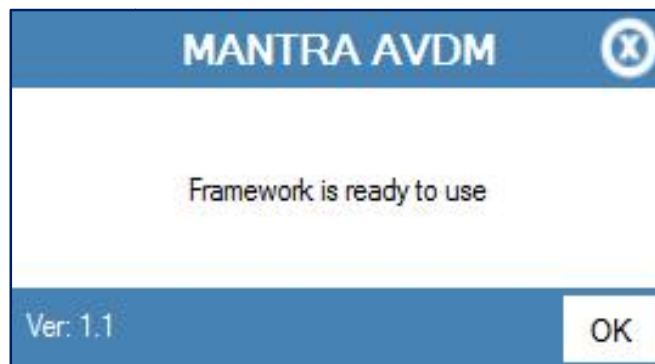 MANTRA AVDM
X
Framework is ready to use
Ver: 1.1
OK